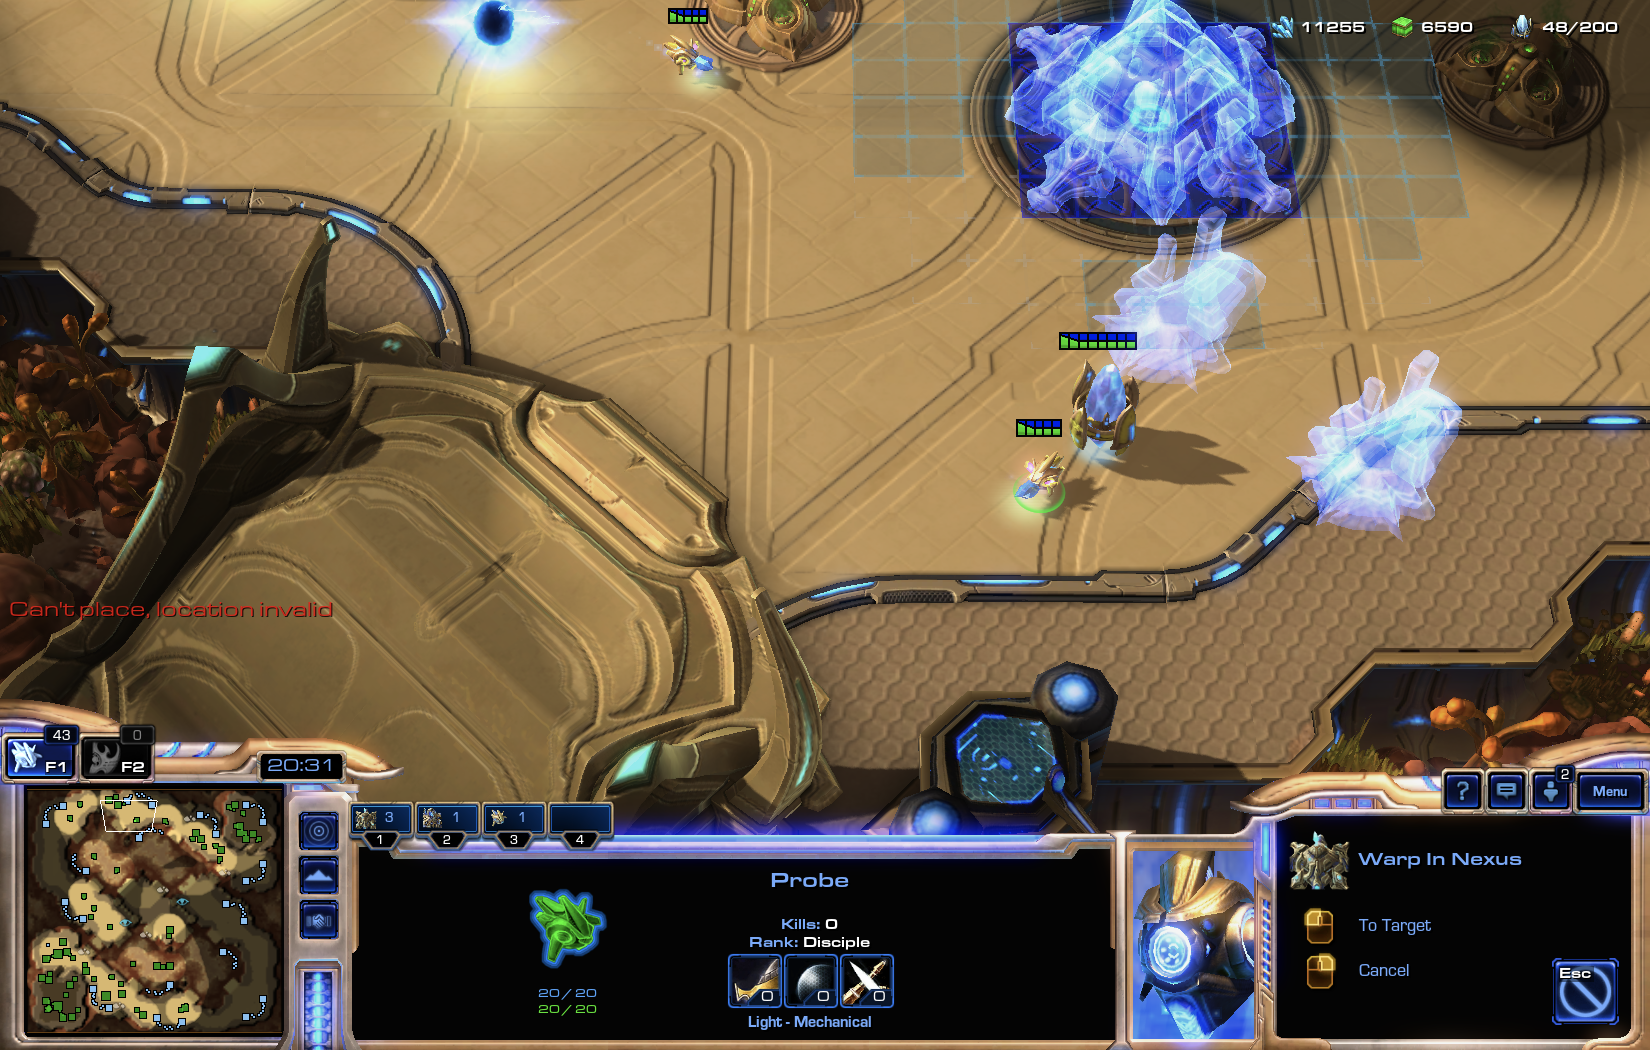 11255 6590 48/200
Can't place, location invalid
43 0
F1 F2
20:31
2
? Menu
3 1 1
1 2 3 4
Probe
Kills: 0
Rank: Disciple
0 0 0
20/20
20/20
Light - Mechanical
Warp In Nexus
To Target
Cancel
Esc